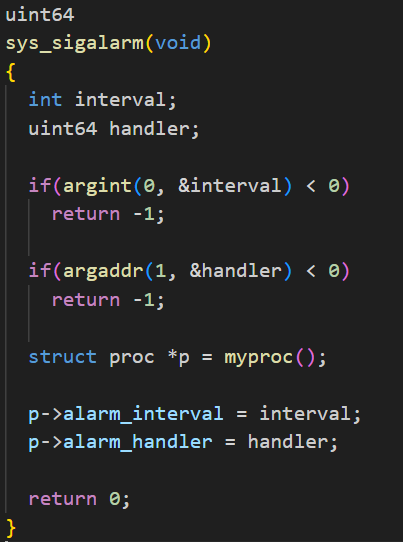 uint64
sys_sigalarm(void)
{
  int interval;
  uint64 handler;

  if(argint(0, &interval) < 0)
    return -1;

  if(argaddr(1, &handler) < 0)
    return -1;

  struct proc *p = myproc();

  p->alarm_interval = interval;
  p->alarm_handler = handler;

  return 0;
}